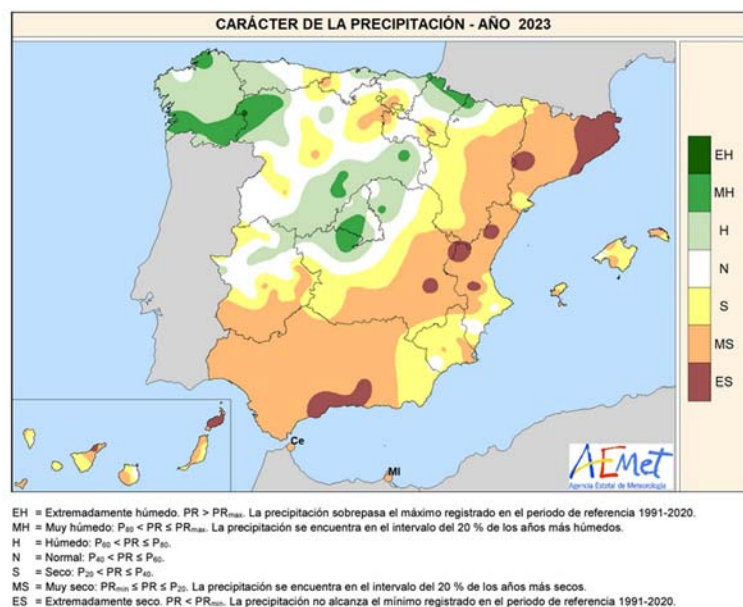 CARÁCTER DE LA PRECIPITACIÓN - AÑO 2023
EH
MH
H
N
S
MS
ES
Ce
Ml
AEMet
Agencia Estatal de Meteorología
EH = Extremadamente húmedo. PR > PRmax. La precipitación sobrepasa el máximo registrado en el periodo de referencia 1991-2020.
MH = Muy húmedo: P80 < PR ≤ PRmax. La precipitación se encuentra en el intervalo del 20 % de los años más húmedos.
H = Húmedo: P60 < PR ≤ P80.
N = Normal: P40 < PR ≤ P60.
S = Seco: P20 < PR ≤ P40.
MS = Muy seco: PRmin ≤ PR ≤ P20. La precipitación se encuentra en el intervalo del 20 % de los años más secos.
ES = Extremadamente seco. PR < PRmin. La precipitación no alcanza el mínimo registrado en el periodo de referencia 1991-2020.